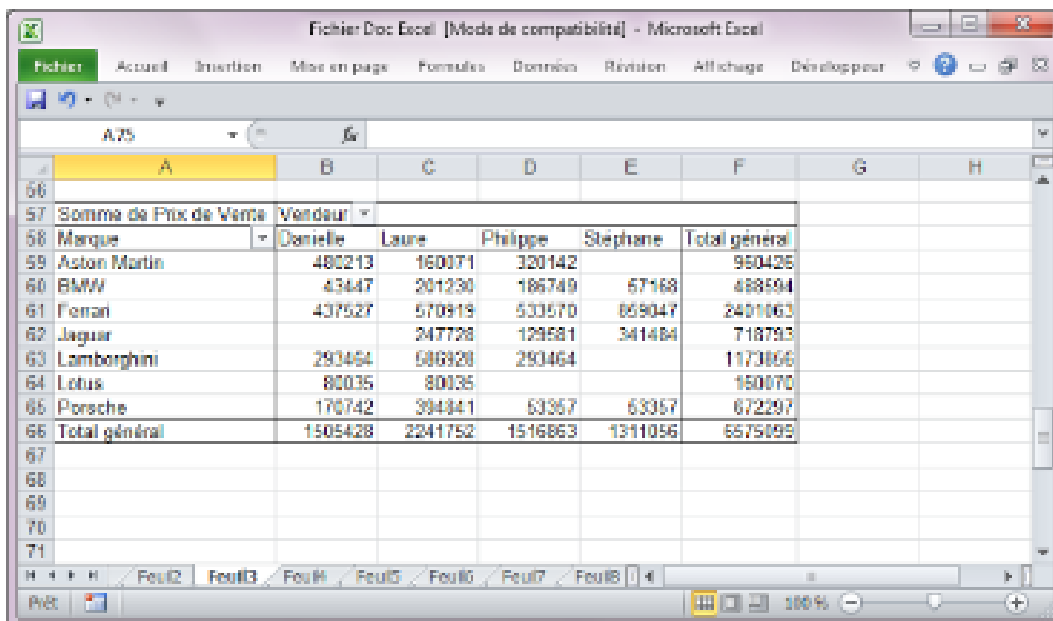 Fichier Doc Excel [Mode de compatibilité] - Microsoft Excel
Fichier Accueil Insertion Mise en page Formules Données Révision Affichage Développeur
A75 fx
A B C D E F G H
56
57 Somme de Prix de Vente Vendeur
58 Marque Danielle Laure Philippe Stéphane Total général
59 Aston Martin 480213 160071 320142 960426
60 BMW 43447 201230 186749 57168 488594
61 Ferrari 437527 570919 533570 859047 2401063
62 Jaguar 247728 129581 341484 718793
63 Lamborghini 293464 586928 293464 1173856
64 Lotus 80035 80035 160070
65 Porsche 170742 394841 53357 53357 672297
66 Total général 1505428 2241752 1516863 1311056 6575099
67
68
69
70
71
Feuil2 Feuil3 Feuil4 Feuil5 Feuil6 Feuil7 Feuil8
Prêt 100 %